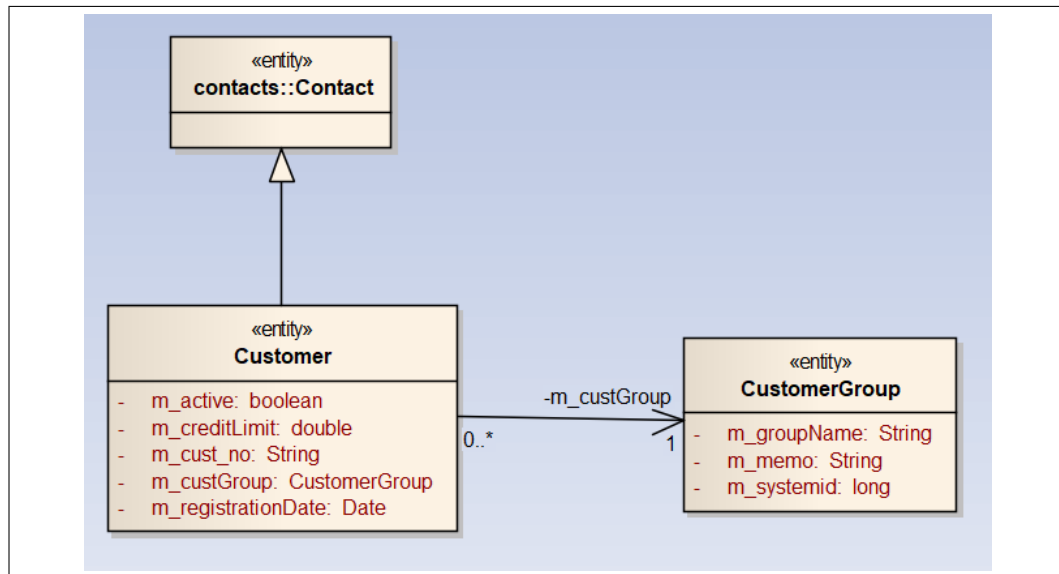 «entity»
contacts::Contact
«entity»
Customer
- m_active: boolean
- m_creditLimit: double
- m_cust_no: String
- m_custGroup: CustomerGroup
- m_registrationDate: Date
-m_custGroup
0..*
1
«entity»
CustomerGroup
- m_groupName: String
- m_memo: String
- m_systemid: long